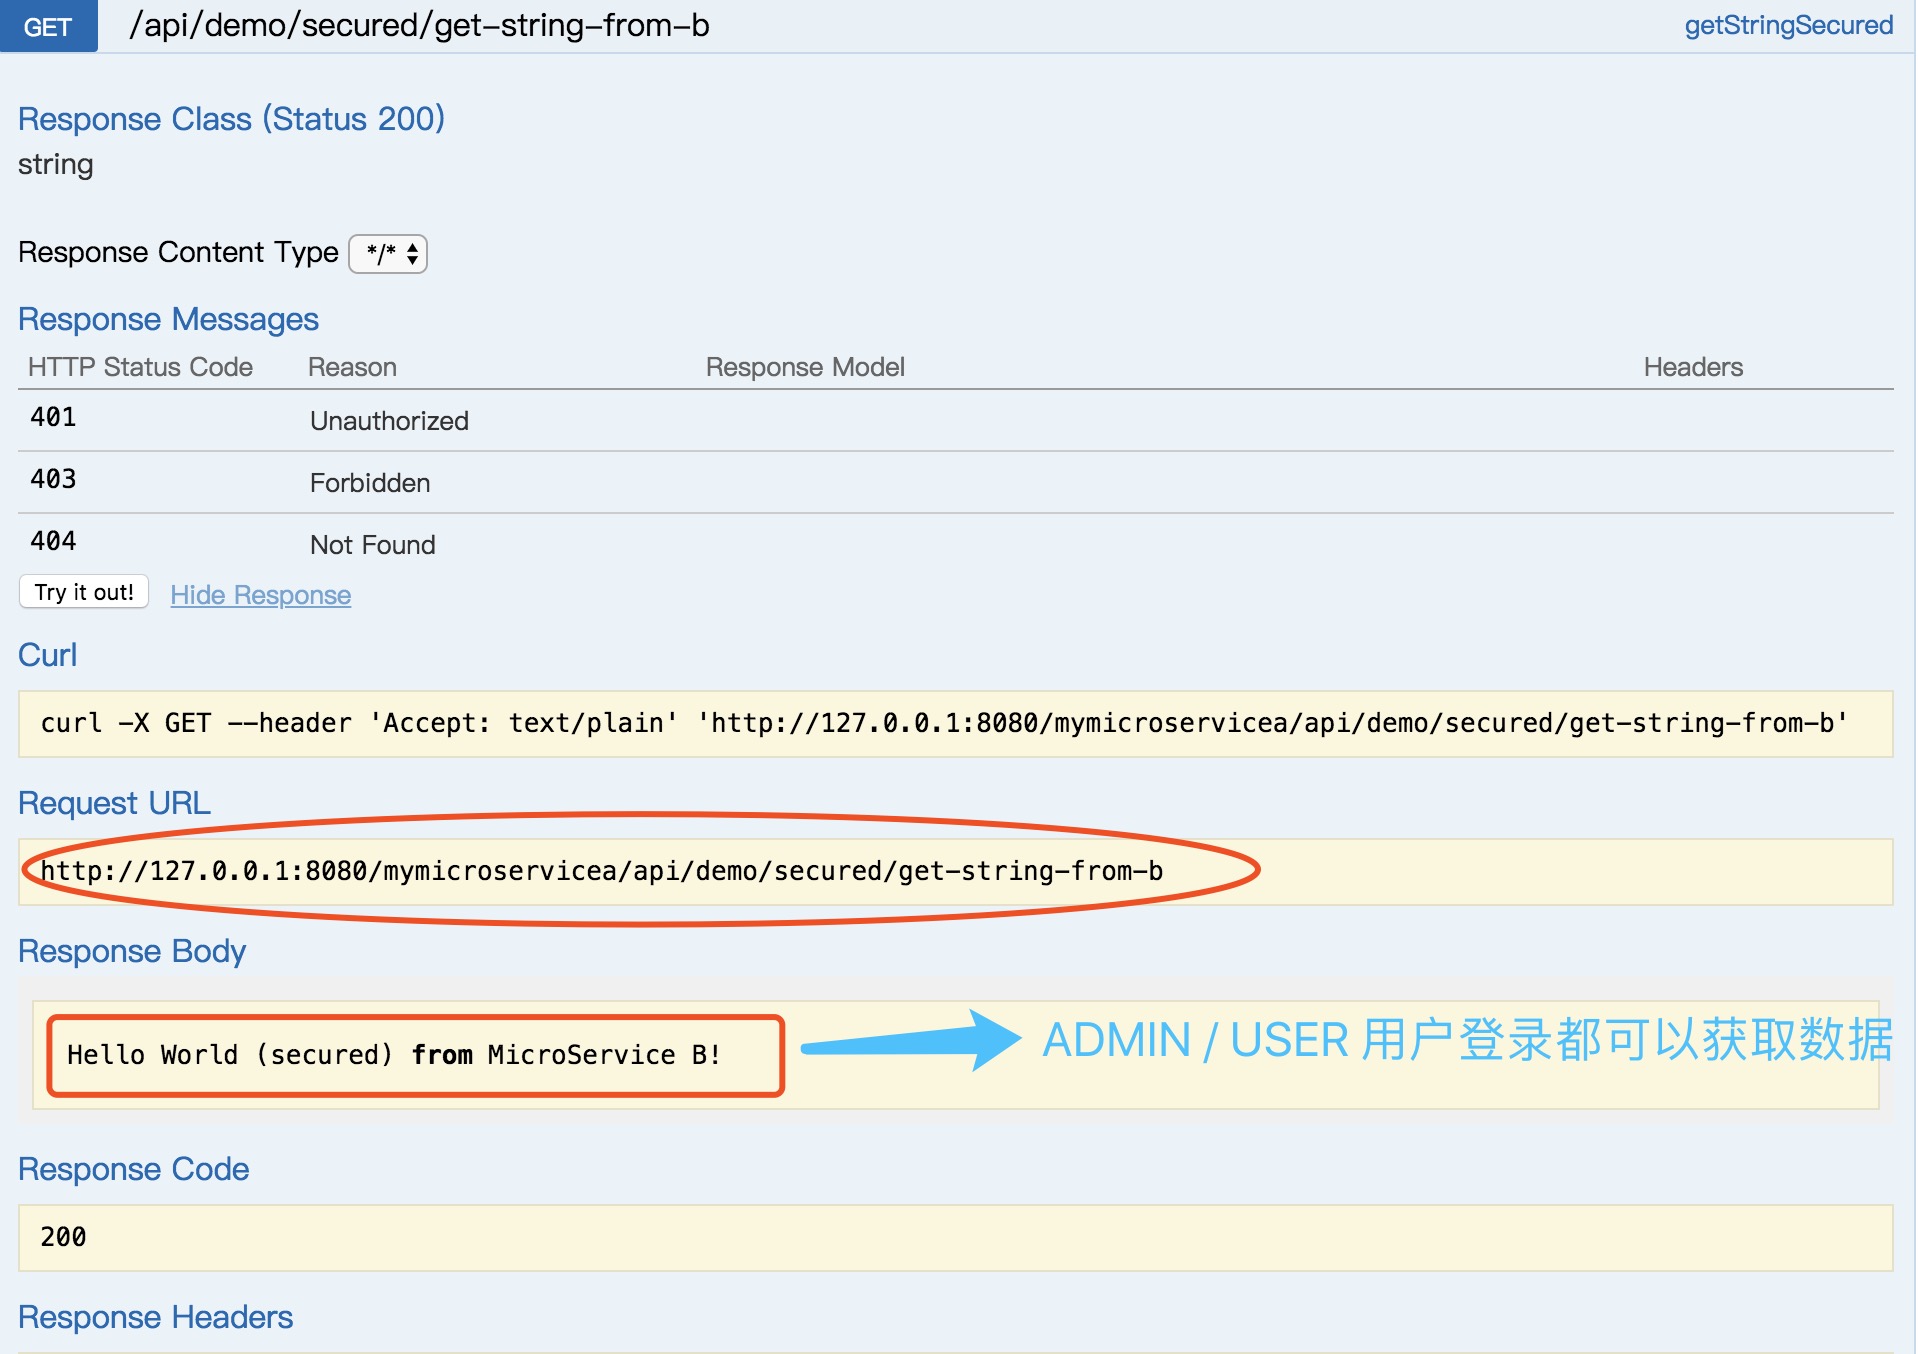 GET /api/demo/secured/get-string-from-b getStringSecured
Response Class (Status 200)
string
Response Content Type */*
Response Messages
HTTP Status Code Reason Response Model Headers
401 Unauthorized
403 Forbidden
404 Not Found
Try it out! Hide Response
Curl
curl -X GET --header 'Accept: text/plain' 'http://127.0.0.1:8080/mymicroservicea/api/demo/secured/get-string-from-b'
Request URL
http://127.0.0.1:8080/mymicroservicea/api/demo/secured/get-string-from-b
Response Body
Hello World (secured) from MicroService B! ADMIN / USER 用户登录都可以获取数据
Response Code
200
Response Headers